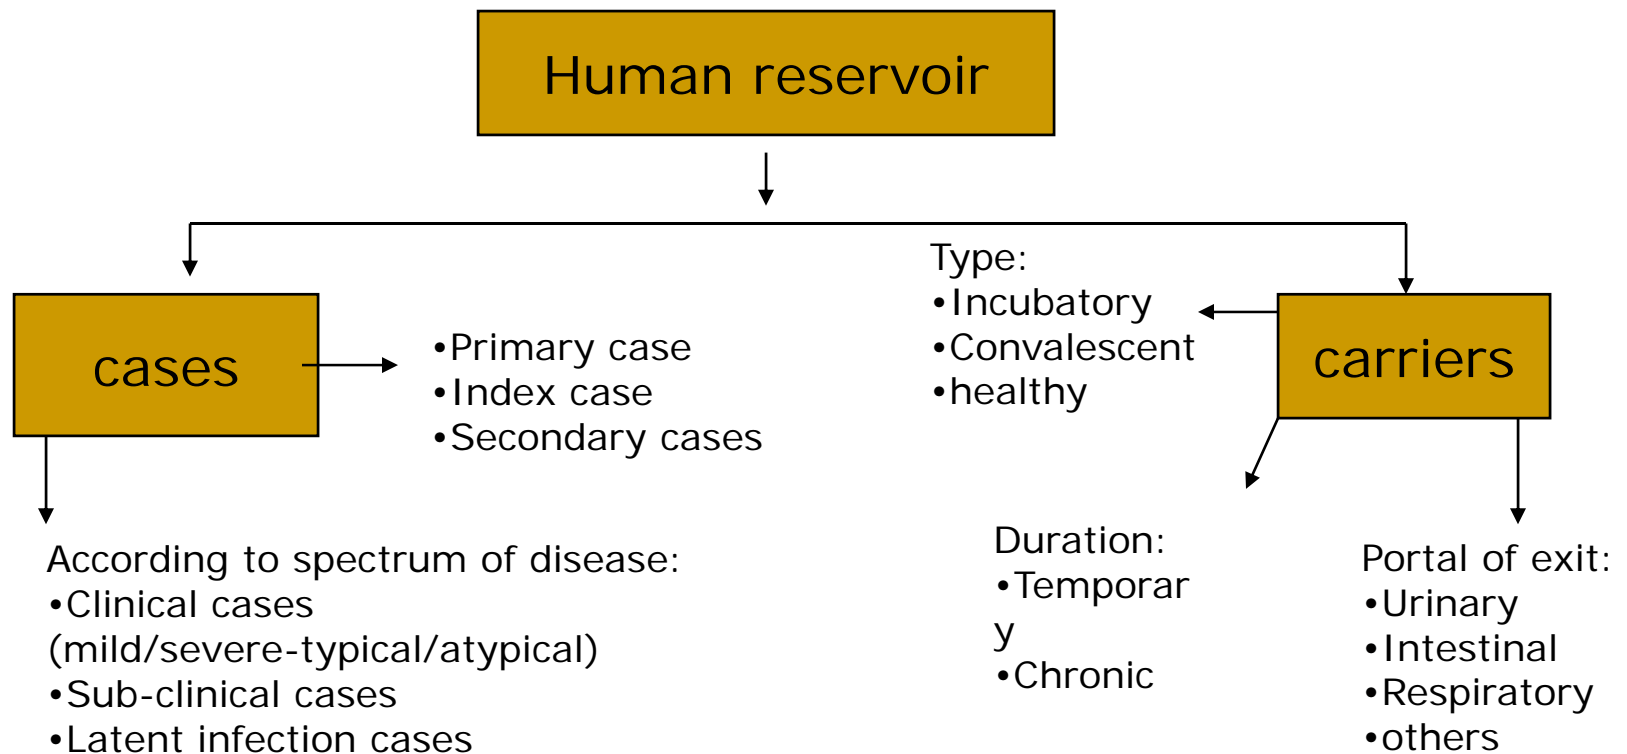 Human reservoir
cases
•Primary case
•Index case
•Secondary cases
According to spectrum of disease:
•Clinical cases
(mild/severe-typical/atypical)
•Sub-clinical cases
•Latent infection cases
Type:
•Incubatory
•Convalescent
•healthy
carriers
Duration:
•Temporar
y
•Chronic
Portal of exit:
•Urinary
•Intestinal
•Respiratory
•others